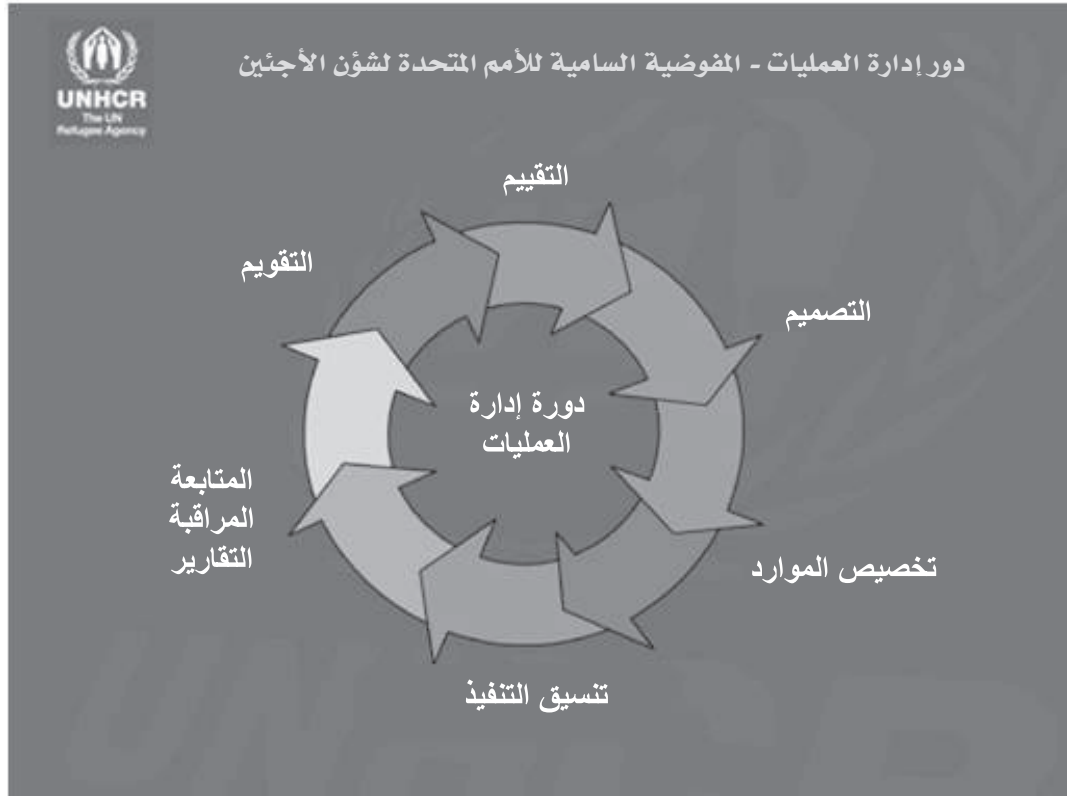 UNHCR
The UN
Refugee Agency
دور إدارة العمليات - المفوضية السامية للأمم المتحدة لشؤن الأجئين
التقييم
التصميم
تخصيص الموارد
تنسيق التنفيذ
المتابعة
المراقبة
التقارير
التقويم
دورة إدارة
العمليات